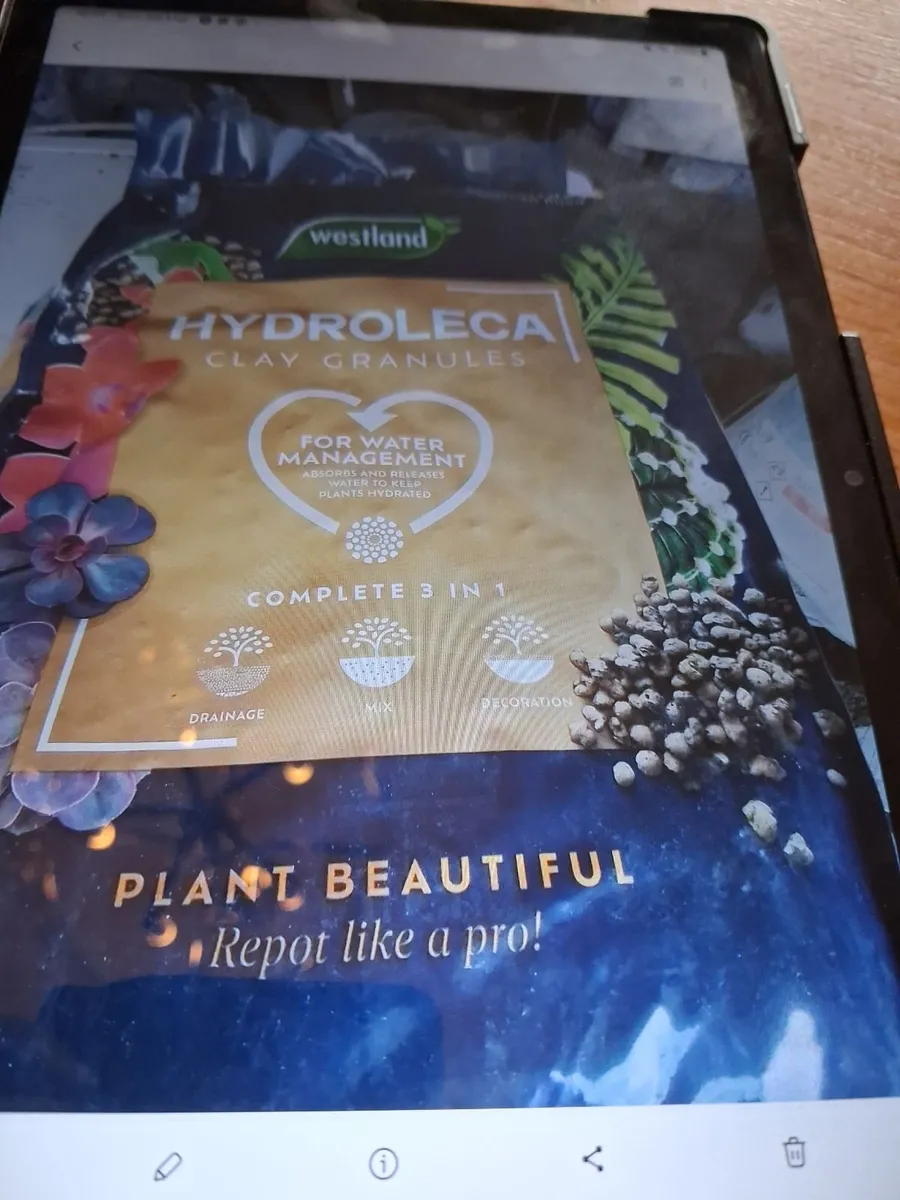 westland
HYDROLECA
CLAY GRANULES
FOR WATER
MANAGEMENT
ABSORBS AND RELEASES
WATER TO KEEP
PLANTS HYDRATED
COMPLETE 3 IN 1
DRAINAGE MIX DECORATION
PLANT BEAUTIFUL
Repot like a pro!